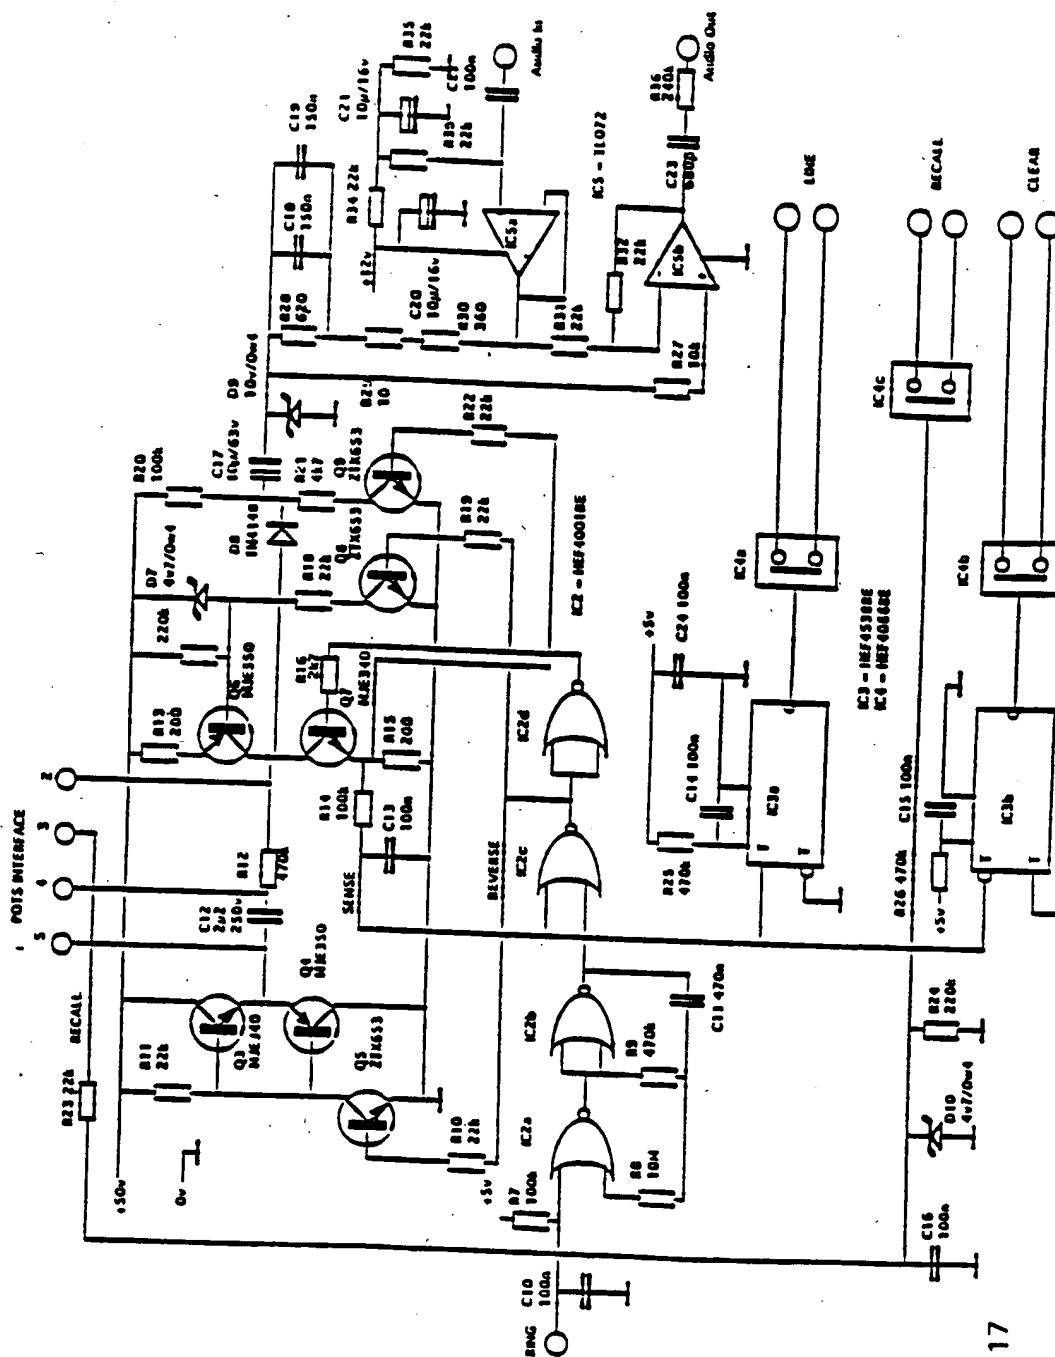 POTS INTERFACE
5
4
3
2
R23 22k
RECALL
+50v
0v
R11
22k
Q3
MJE340
Q4
MJE350
Q5
ZTX653
R10
22k
+5v
C12
2µ2
250v
R12
470k
R13
200
220k
Q6
MJE350
D7
4v7/0w4
R20
100k
D8
1N4148
C17
10µ/63v
D9
10v/0w4
R14
100k
C13
100n
SENSE
R15
200
R16
2k7
Q7
MJE340
R18
22k
Q8
ZTX653
R21
4k7
Q9
ZTX653
R19
22k
R22
22k
REVERSE
R28
620
C18
150n
C19
150n
R29
10
C20
10µ/16v
R30
360
+12v
R34 22k
C21
10µ/16v
R35
22k
R39
22k
100n
Audio In
IC5a
R31
22k
R32
22k
R27
10k
IC5b
IC5 - TL072
C23
680p
R36
240k
Audio Out
RING
C10
100n
R7
100k
IC2a
R8
10M
IC2b
R9
470k
C11 470n
IC2c
IC2d
IC2 - HEF4001BE
+5v
R25
470k
C14 100n
C24 100n
IC3a
T
T
IC3 - HEF4538BE
IC4 - HEF4066BE
IC4a
LINE
IC4c
RECALL
R26 470k
+5v
C15 100n
IC3b
T
T
IC4b
CLEAR
C16
100n
D10
4v7/0w4
R24
220k
17